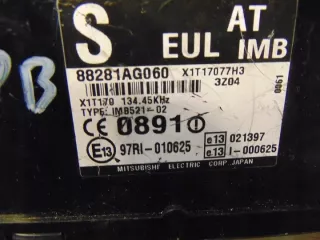 S EUL AT IMB
88281AG060 X1T17077H3
3Z04
X1T170 134.45KHz
TYPE: IMB521-02
CE 0891
E13 97RI-010625
e13 021397
e13 I-000625
MITSUBISHI ELECTRIC CORP. JAPAN
0061
B